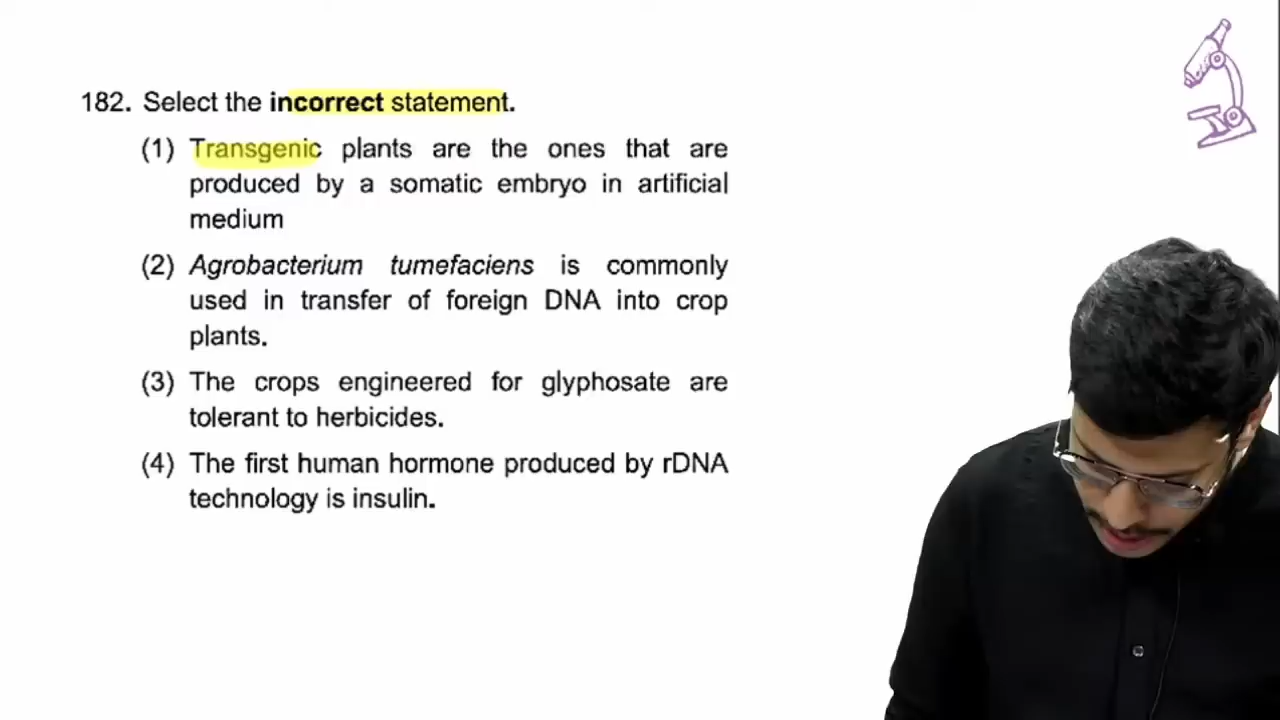 182. Select the incorrect statement.
(1) Transgenic plants are the ones that are
produced by a somatic embryo in artificial
medium
(2) Agrobacterium tumefaciens is commonly
used in transfer of foreign DNA into crop
plants.
(3) The crops engineered for glyphosate are
tolerant to herbicides.
(4) The first human hormone produced by rDNA
technology is insulin.